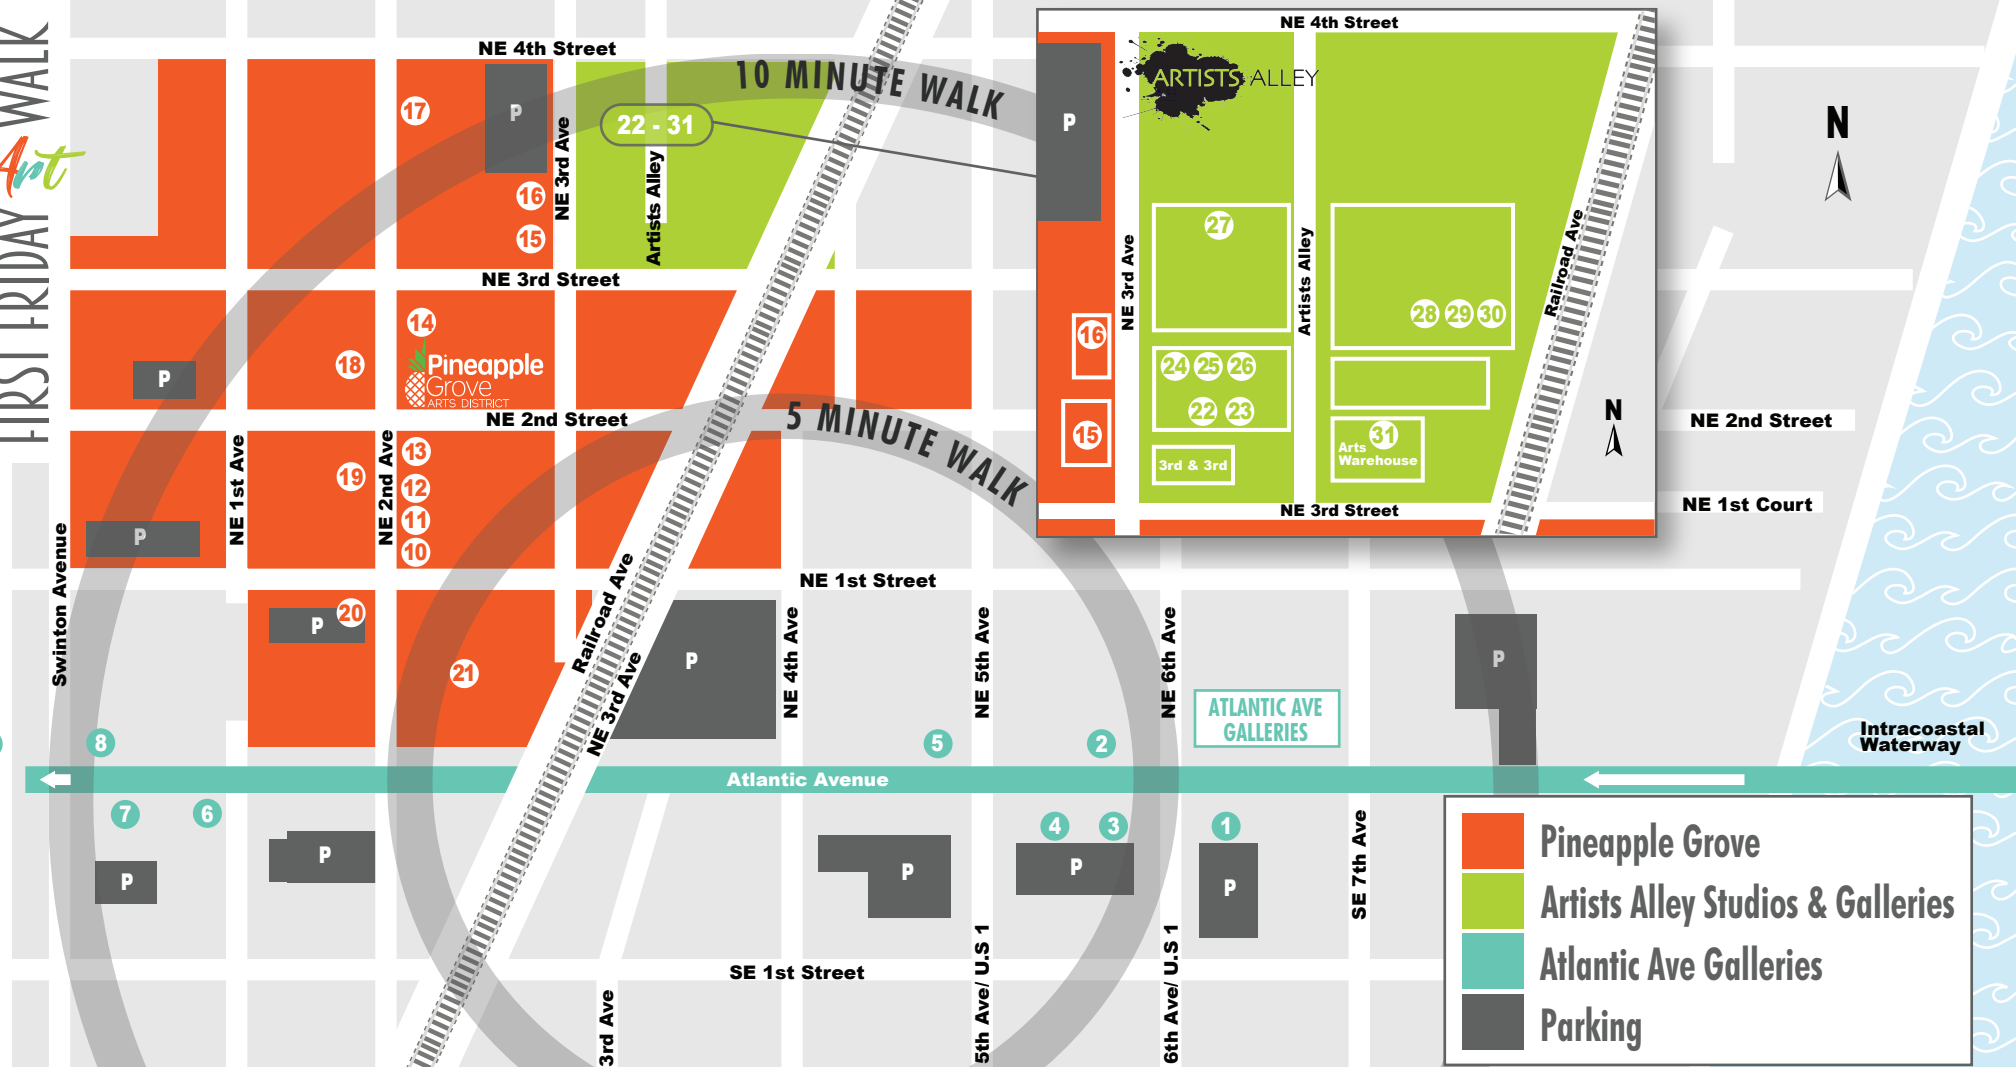 FIRST FRIDAY Art WALK
NE 4th Street
10 MINUTE WALK
17
P
22 - 31
NE 3rd Ave
Artists Alley
16
15
NE 3rd Street
14
Pineapple
Grove
ARTS DISTRICT
18
P
NE 2nd Street
5 MINUTE WALK
NE 1st Ave
NE 2nd Ave
13
12
11
10
19
P
Swinton Avenue
NE 1st Street
Railroad Ave
NE 3rd Ave
P
20
21
P
NE 4th Ave
NE 5th Ave
NE 6th Ave
ATLANTIC AVE
GALLERIES
P
8
5
2
Atlantic Avenue
7
6
4
3
1
P
P
P
P
P
SE 7th Ave
SE 1st Street
3rd Ave
5th Ave/ U.S 1
6th Ave/ U.S 1
NE 4th Street
ARTISTS ALLEY
P
NE 3rd Ave
Artists Alley
Railroad Ave
27
28 29 30
16
24 25 26
22 23
15
3rd & 3rd
31
Arts
Warehouse
N
NE 3rd Street
N
NE 2nd Street
NE 1st Court
Intracoastal
Waterway
Pineapple Grove
Artists Alley Studios & Galleries
Atlantic Ave Galleries
Parking